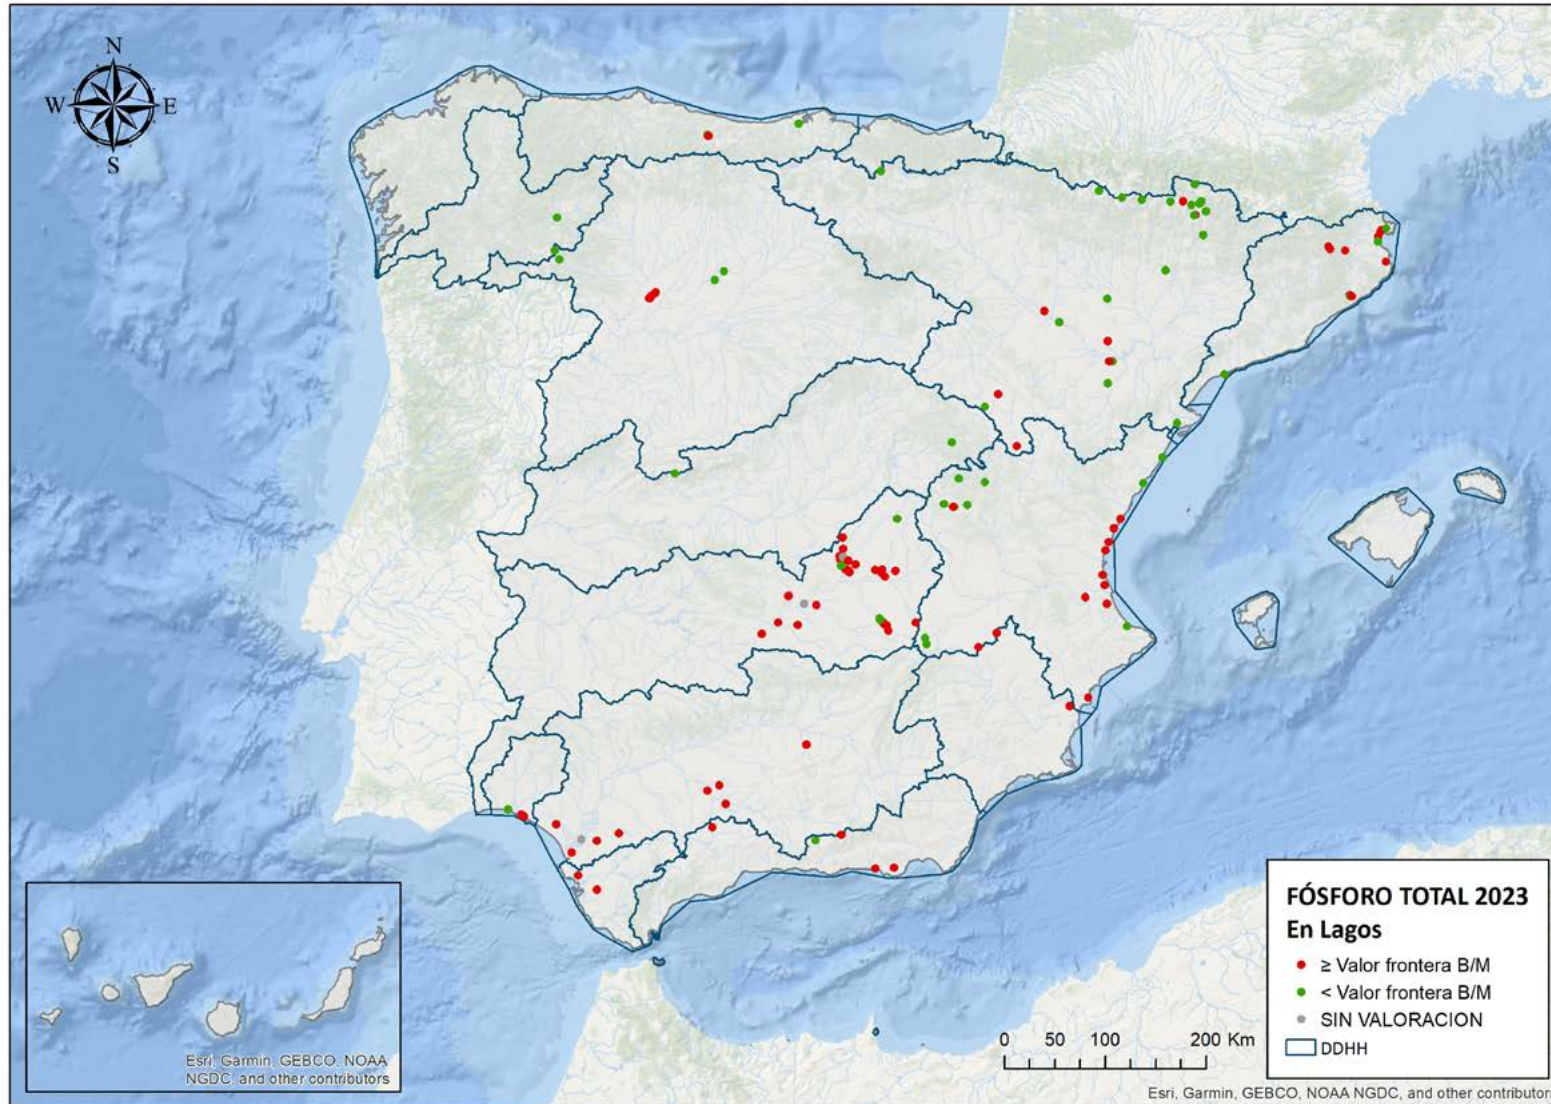 N
W E
S
FÓSFORO TOTAL 2023
En Lagos
≥ Valor frontera B/M
< Valor frontera B/M
SIN VALORACION
DDHH
0 100 200 Km
Esri, Garmin, GEBCO, NOAA
NGDC, and other contributors
Esri, Garmin, GEBCO, NOAA NGDC, and other contributors